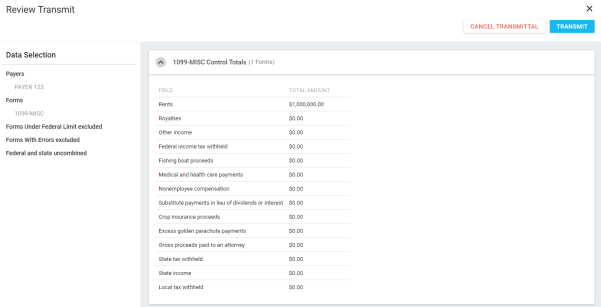 Review Transmit
CANCEL TRANSMITTAL
TRANSMIT
Data Selection
Payers
PAYER 123
Forms
1099-MISC
Forms Under Federal Limit excluded
Forms With Errors excluded
Federal and state uncombined
1099-MISC Control Totals (1 Forms)
FIELD TOTAL AMOUNT
Rents $1,000,000.00
Royalties $0.00
Other income $0.00
Federal income tax withheld $0.00
Fishing boat proceeds $0.00
Medical and health care payments $0.00
Nonemployee compensation $0.00
Substitute payments in lieu of dividends or interest $0.00
Crop insurance proceeds $0.00
Excess golden parachute payments $0.00
Gross proceeds paid to an attorney $0.00
State tax withheld $0.00
State income $0.00
Local tax withheld $0.00